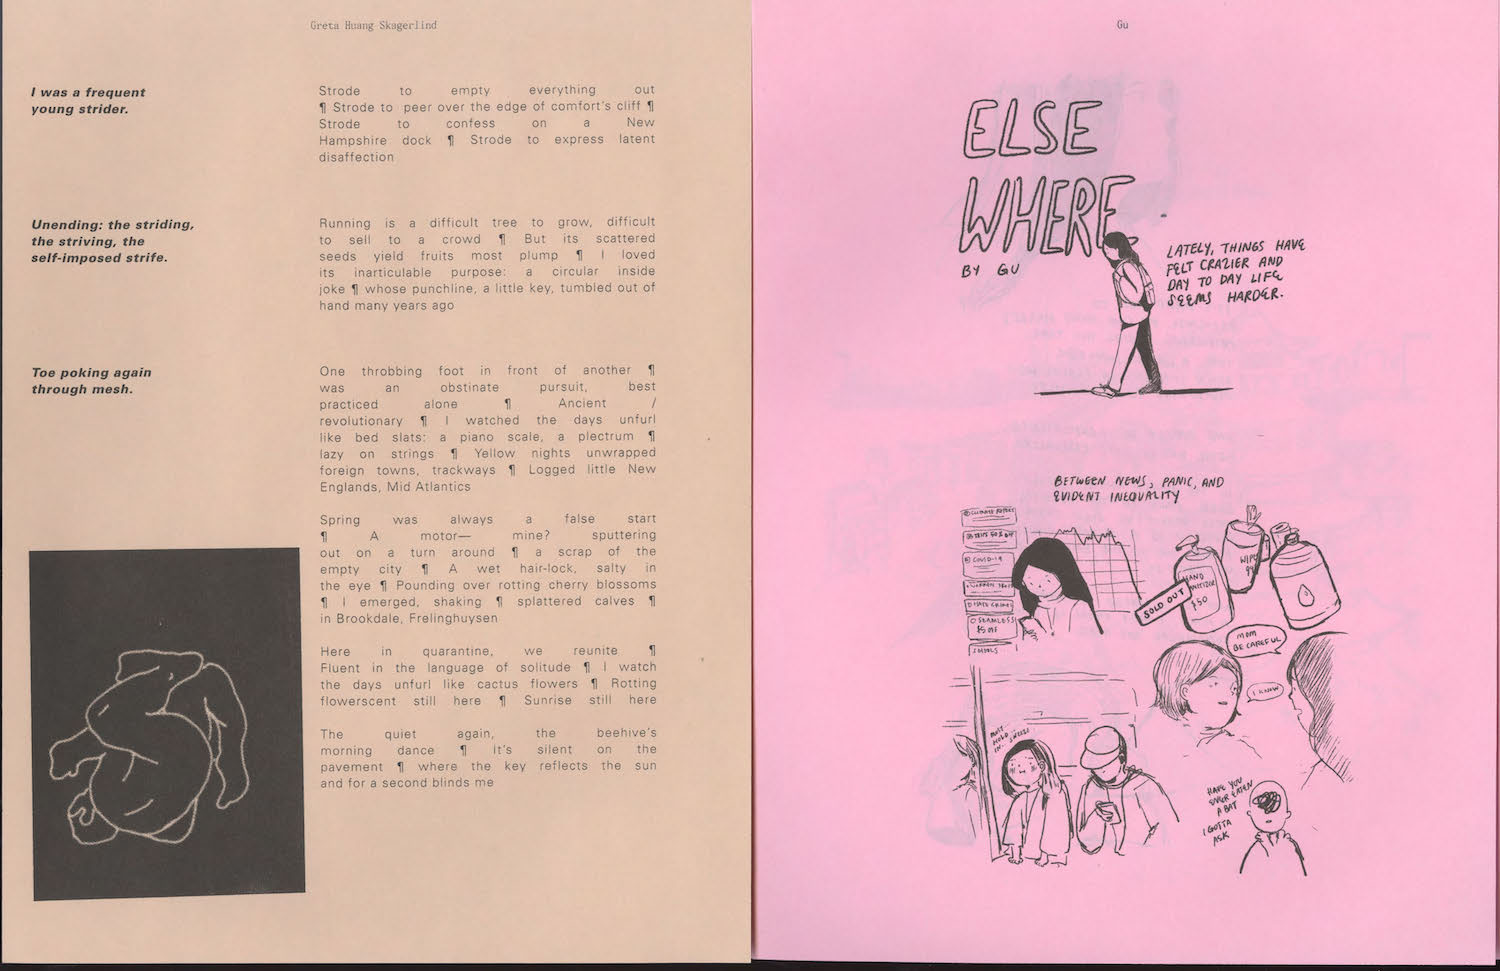 Greta Huang Skagerlind
I was a frequent
young strider.
Strode to empty everything out
¶ Strode to peer over the edge of comfort's cliff ¶
Strode to confess on a New
Hampshire dock ¶ Strode to express latent
disaffection
Unending: the striding,
the striving, the
self-imposed strife.
Running is a difficult tree to grow, difficult
to sell to a crowd ¶ But its scattered
seeds yield fruits most plump ¶ I loved
its inarticulable purpose: a circular inside
joke ¶ whose punchline, a little key, tumbled out of
hand many years ago
Toe poking again
through mesh.
One throbbing foot in front of another ¶
was an obstinate pursuit, best
practiced alone ¶ Ancient /
revolutionary ¶ I watched the days unfurl
like bed slats: a piano scale, a plectrum ¶
lazy on strings ¶ Yellow nights unwrapped
foreign towns, trackways ¶ Logged little New
Englands, Mid Atlantics
Spring was always a false start
¶ A motor— mine? sputtering
out on a turn around ¶ a scrap of the
empty city ¶ A wet hair-lock, salty in
the eye ¶ Pounding over rotting cherry blossoms
¶ I emerged, shaking ¶ splattered calves ¶
in Brookdale, Frelinghuysen
Here in quarantine, we reunite ¶
Fluent in the language of solitude ¶ I watch
the days unfurl like cactus flowers ¶ Rotting
flowerscent still here ¶ Sunrise still here
The quiet again, the beehive's
morning dance ¶ It's silent on the
pavement ¶ where the key reflects the sun
and for a second blinds me
Gu
ELSE
WHERE
BY GU
LATELY, THINGS HAVE
FELT CRAZIER AND
DAY TO DAY LIFE
SEEMS HARDER.
BETWEEN NEWS, PANIC, AND
EVIDENT INEQUALITY
50% OFF
COVID-19
HATE CRIMES
SEAMLESS
$5 OFF
SCHOOLS
WIPES
HAND
SANITIZER
$50
SOLD OUT
MOM
BE CAREFUL
I KNOW
MUST
HOLD
IN.. SNEEZE
HAVE YOU
EVER EATEN
A BAT
I GOTTA
ASK